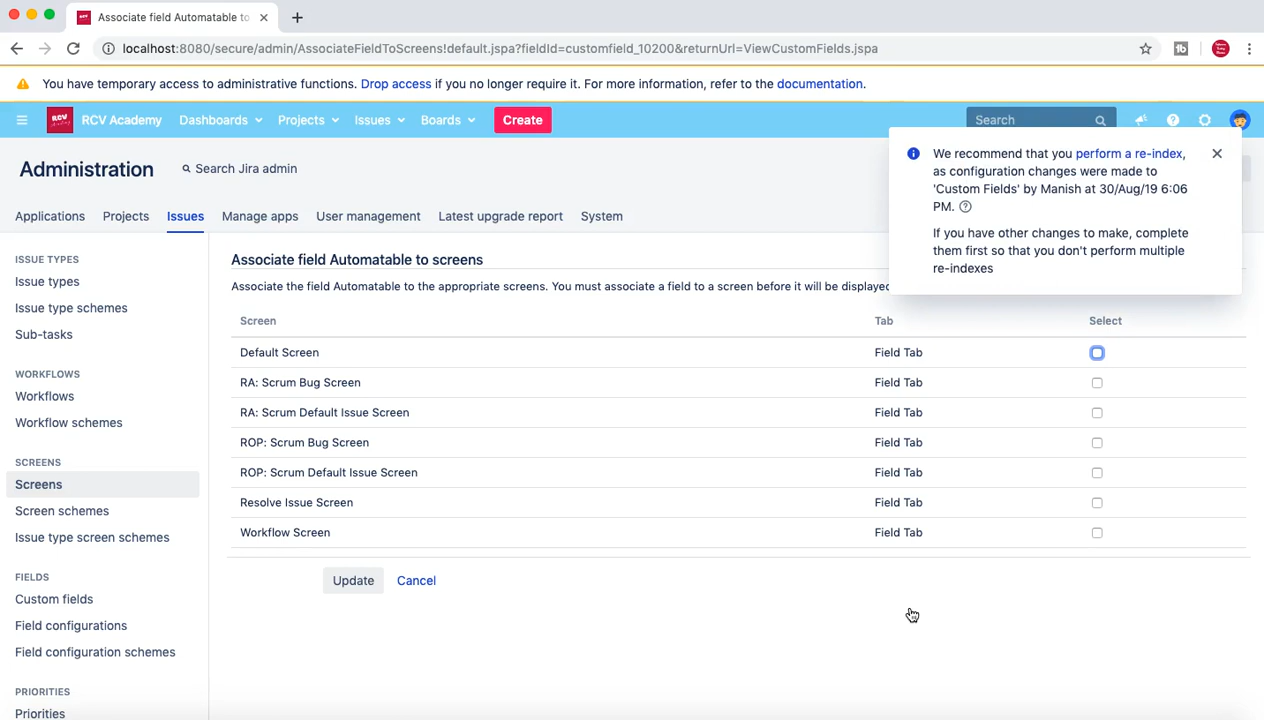 Associate field Automatable to
localhost:8080/secure/admin/AssociateFieldToScreens!default.jspa?fieldId=customfield_10200&returnUrl=ViewCustomFields.jspa
You have temporary access to administrative functions. Drop access if you no longer require it. For more information, refer to the documentation.
RCV
RCV Academy
Dashboards
Projects
Issues
Boards
Create
Search
Administration
Search Jira admin
We recommend that you perform a re-index,
as configuration changes were made to
'Custom Fields' by Manish at 30/Aug/19 6:06
PM.
If you have other changes to make, complete
them first so that you don't perform multiple
re-indexes
Applications
Projects
Issues
Manage apps
User management
Latest upgrade report
System
ISSUE TYPES
Issue types
Issue type schemes
Sub-tasks
WORKFLOWS
Workflows
Workflow schemes
SCREENS
Screens
Screen schemes
Issue type screen schemes
FIELDS
Custom fields
Field configurations
Field configuration schemes
PRIORITIES
Priorities
Associate field Automatable to screens
Associate the field Automatable to the appropriate screens. You must associate a field to a screen before it will be displayed
Screen Tab Select
Default Screen Field Tab
RA: Scrum Bug Screen Field Tab
RA: Scrum Default Issue Screen Field Tab
ROP: Scrum Bug Screen Field Tab
ROP: Scrum Default Issue Screen Field Tab
Resolve Issue Screen Field Tab
Workflow Screen Field Tab
Update Cancel